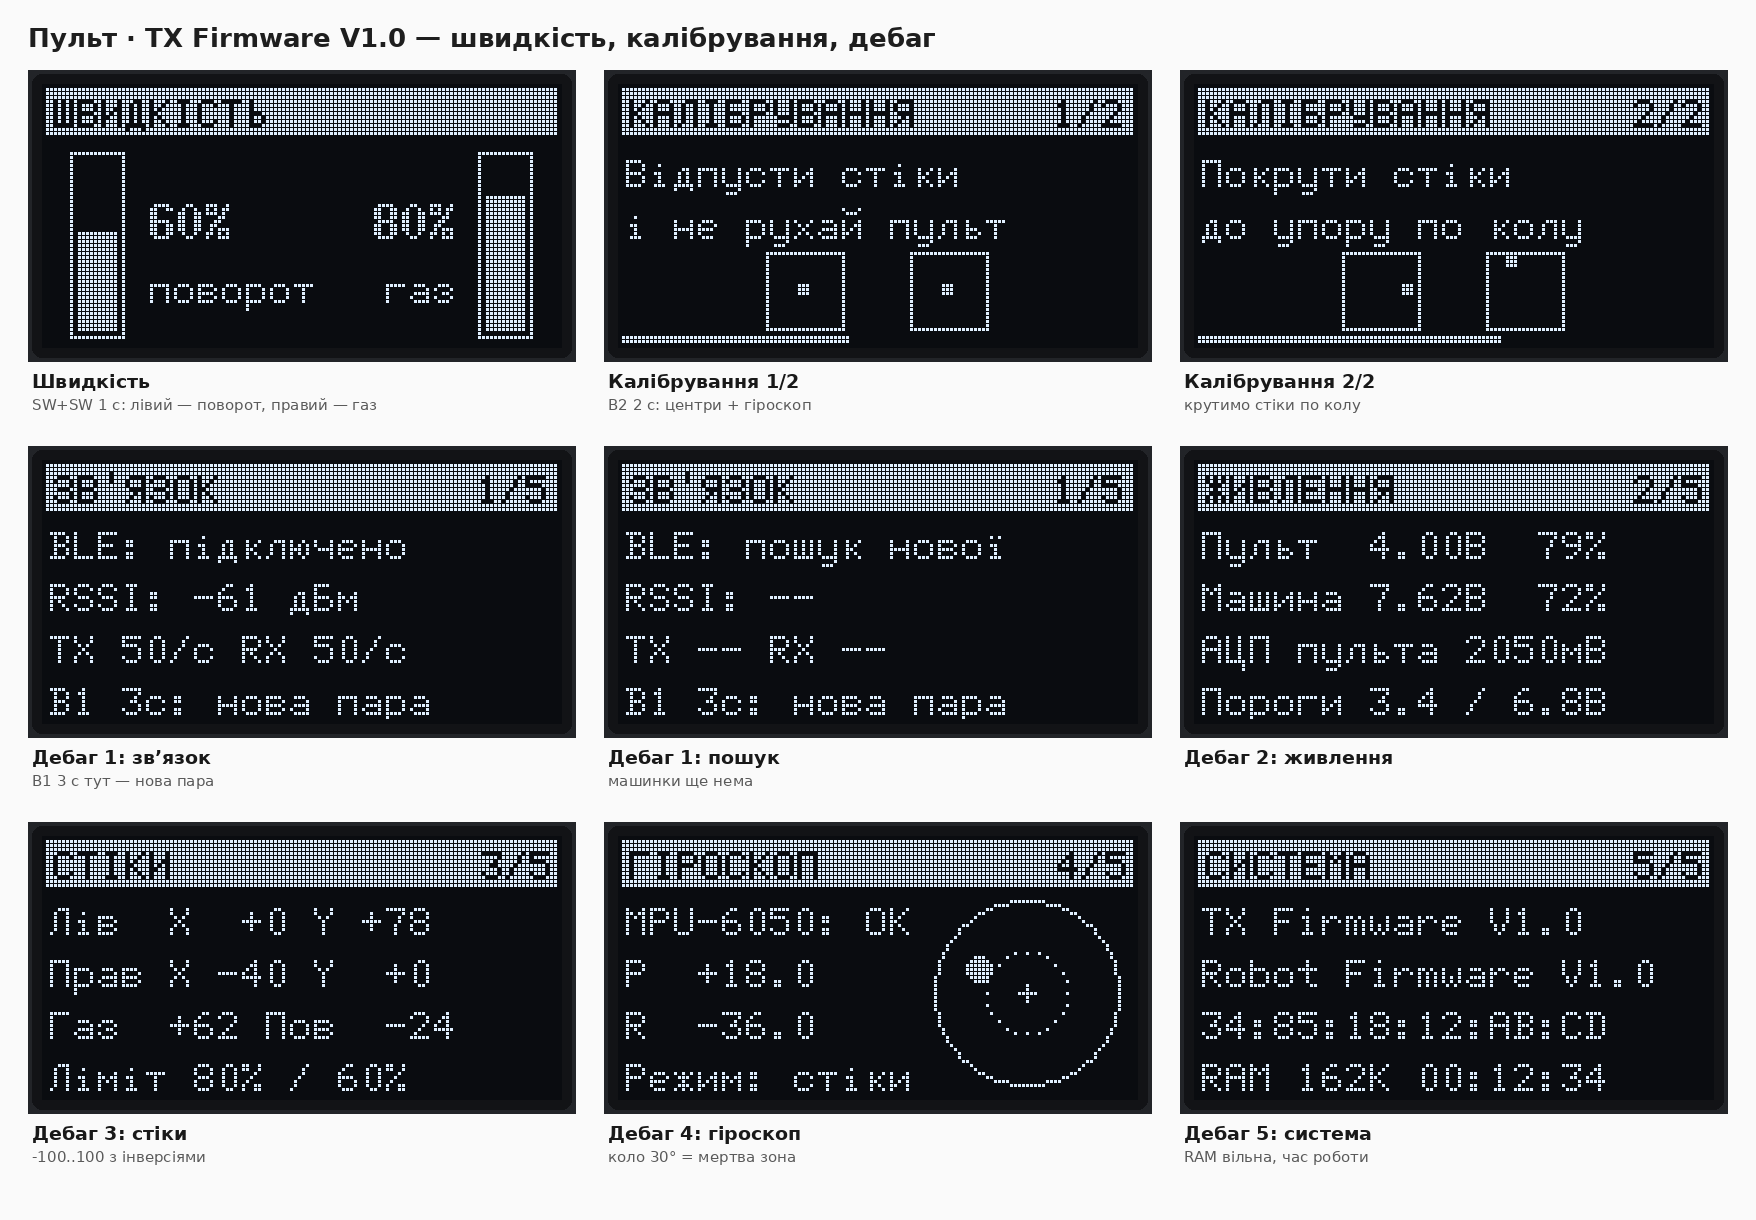 Пульт · TX Firmware V1.0 — швидкість, калібрування, дебаг
ШВИДКІСТЬ
60% 80%
поворот газ
Швидкість
SW+SW 1 с: лівий — поворот, правий — газ
КАЛІБРУВАННЯ 1/2
Відпусти стіки
і не рухай пульт
Калібрування 1/2
B2 2 с: центри + гіроскоп
КАЛІБРУВАННЯ 2/2
Покрути стіки
до упору по колу
Калібрування 2/2
крутимо стіки по колу
ЗВ'ЯЗОК 1/5
BLE: підключено
RSSI: -61 дБм
TX 50/с RX 50/с
B1 3с: нова пара
Дебаг 1: зв’язок
B1 3 с тут — нова пара
ЗВ'ЯЗОК 1/5
BLE: пошук нової
RSSI: --
TX -- RX --
B1 3с: нова пара
Дебаг 1: пошук
машинки ще нема
ЖИВЛЕННЯ 2/5
Пульт 4.00В 79%
Машина 7.62В 72%
АЦП пульта 2050мВ
Пороги 3.4 / 6.8В
Дебаг 2: живлення
СТІКИ 3/5
Лів X +0 Y +78
Прав X -40 Y +0
Газ +62 Пов -24
Ліміт 80% / 60%
Дебаг 3: стіки
-100..100 з інверсіями
ГІРОСКОП 4/5
MPU-6050: OK
P +18.0
R -36.0
Режим: стіки
Дебаг 4: гіроскоп
коло 30° = мертва зона
СИСТЕМА 5/5
TX Firmware V1.0
Robot Firmware V1.0
34:85:18:12:AB:CD
RAM 162K 00:12:34
Дебаг 5: система
RAM вільна, час роботи